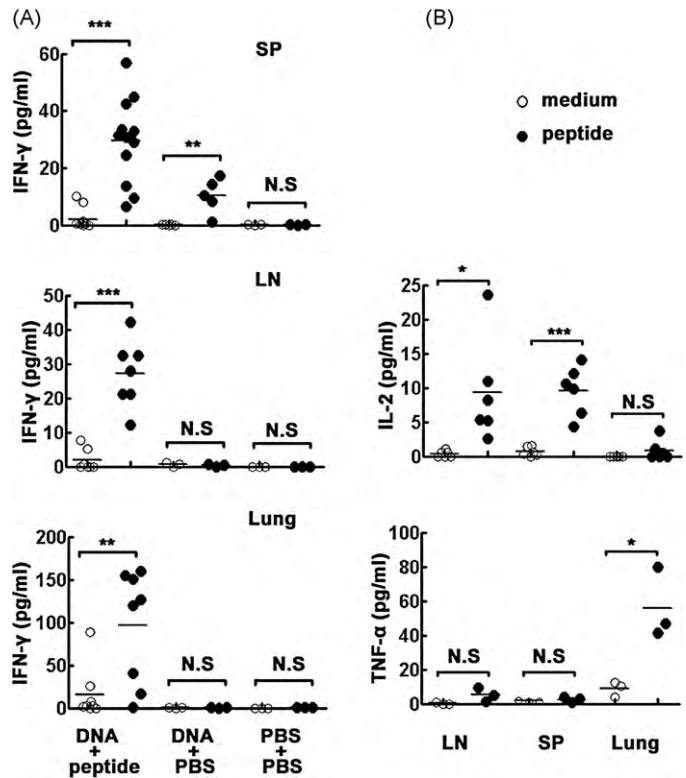 (A)
***
SP
60
40
20
0
IFN-γ (pg/ml)
**
N.S
LN
***
50
40
30
20
10
0
IFN-γ (pg/ml)
N.S
N.S
Lung
**
200
150
100
50
0
IFN-γ (pg/ml)
N.S
N.S
DNA
+
peptide
DNA
+
PBS
PBS
+
PBS
(B)
medium
peptide
*
25
20
15
10
5
0
IL-2 (pg/ml)
***
N.S
100
80
60
40
20
0
TNF-α (pg/ml)
N.S
N.S
*
LN
SP
Lung